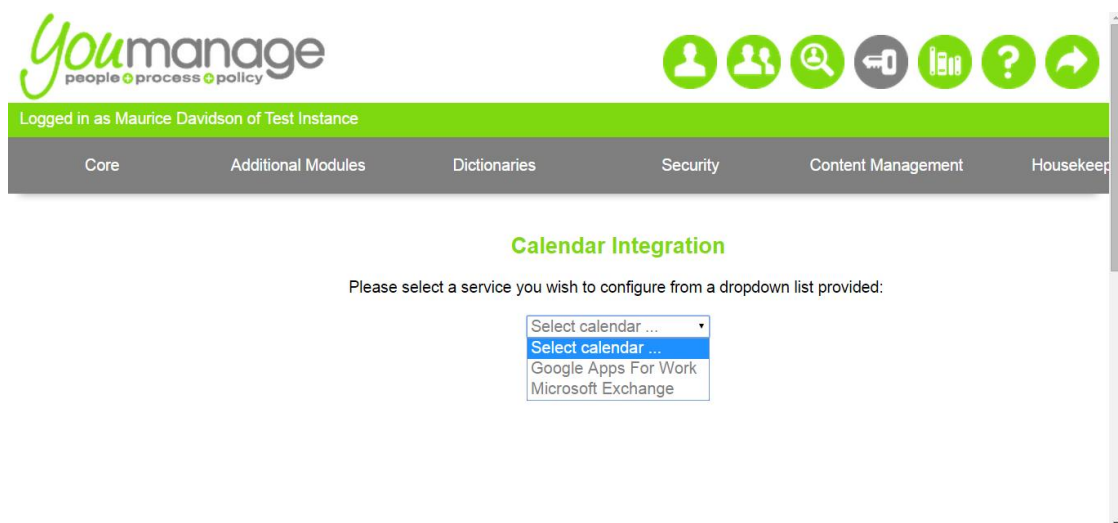 youmanage
people process policy
Logged in as Maurice Davidson of Test Instance
Core Additional Modules Dictionaries Security Content Management Housekeep
Calendar Integration
Please select a service you wish to configure from a dropdown list provided:
Select calendar ...
Select calendar ...
Google Apps For Work
Microsoft Exchange